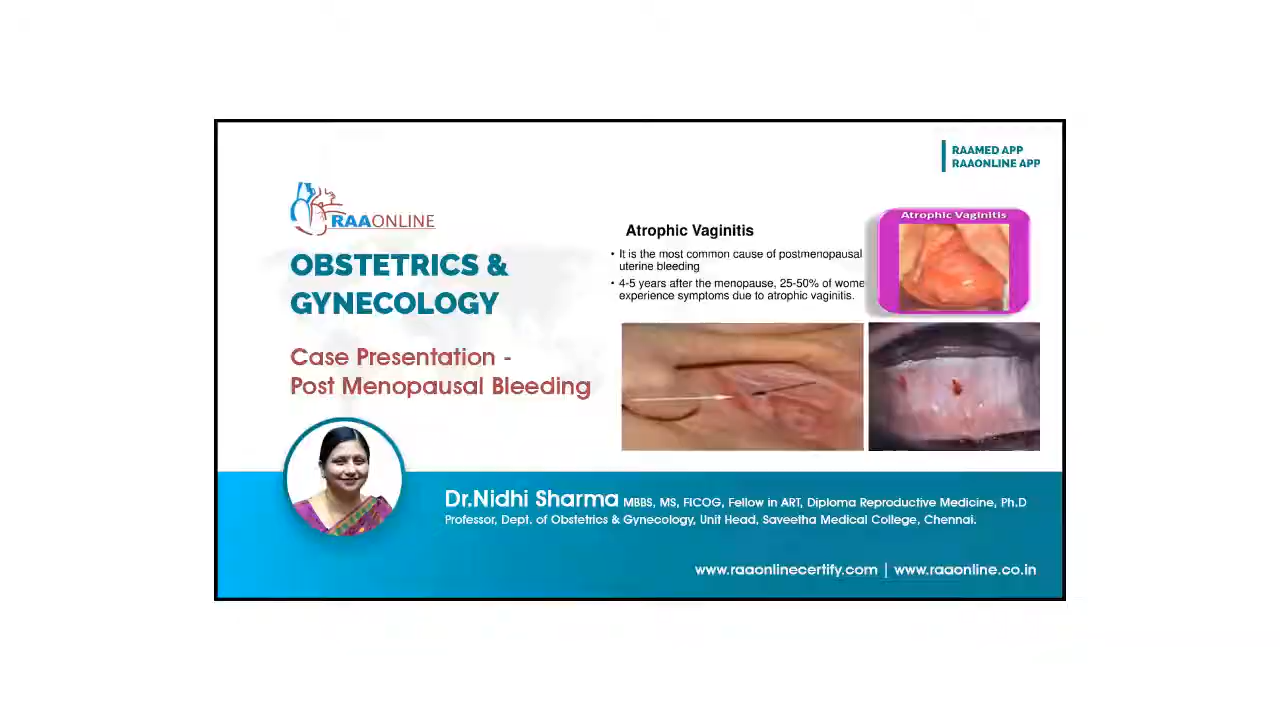 RAAMED APP
RAAONLINE APP
RAAONLINE
OBSTETRICS &
GYNECOLOGY
Case Presentation -
Post Menopausal Bleeding
Atrophic Vaginitis
• It is the most common cause of postmenopausal
uterine bleeding
• 4-5 years after the menopause, 25-50% of wome
experience symptoms due to atrophic vaginitis.
Atrophic Vaginitis
Dr.Nidhi Sharma MBBS, MS, FICOG, Fellow in ART, Diploma Reproductive Medicine, Ph.D
Professor, Dept. of Obstetrics & Gynecology, Unit Head, Saveetha Medical College, Chennai.
www.raaonlinecertify.com | www.raaonline.co.in